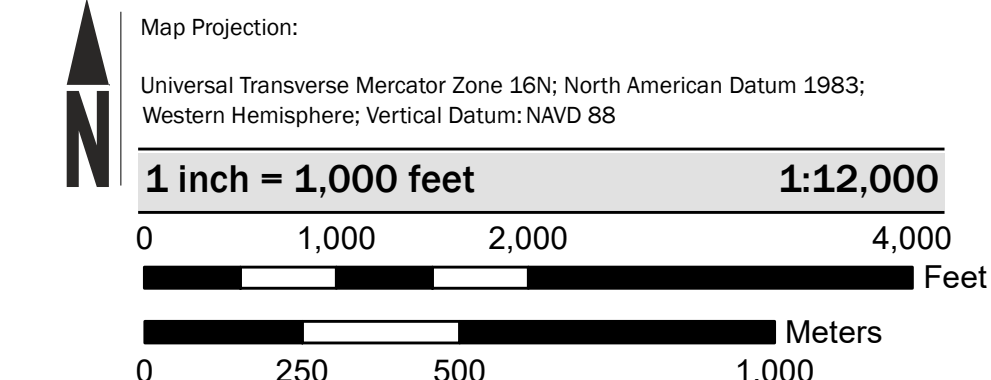 Map Projection:
Universal Transverse Mercator Zone 16N; North American Datum 1983;
Western Hemisphere; Vertical Datum: NAVD 88
N
1 inch = 1,000 feet 1:12,000
0 1,000 2,000 4,000
Feet
Meters
0 250 500 1,000